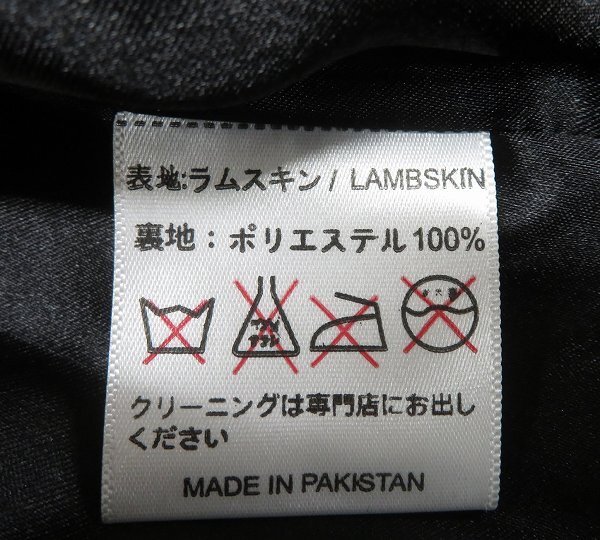 表地:ラムスキン/ LAMBSKIN
裏地：ポリエステル100%
クリーニングは専門店にお出し
ください
MADE IN PAKISTAN